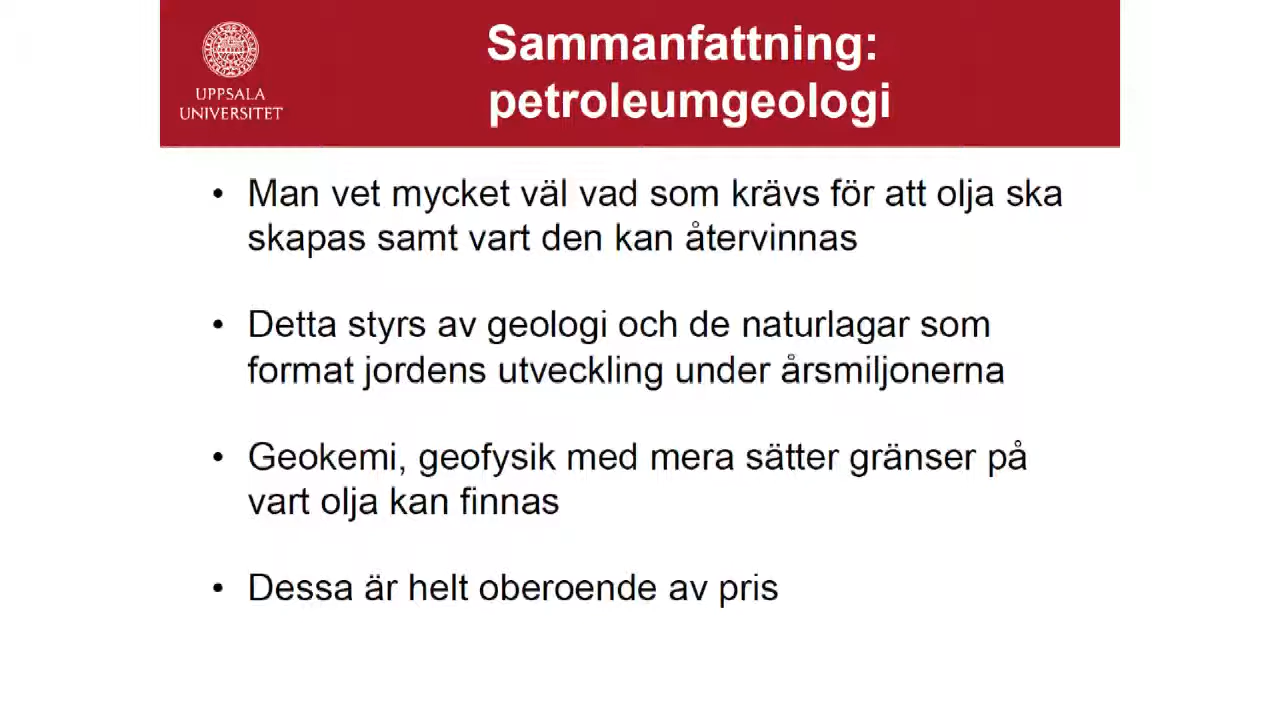 UPPSALA
UNIVERSITET
Sammanfattning:
petroleumgeologi
• Man vet mycket väl vad som krävs för att olja ska
skapas samt vart den kan återvinnas
• Detta styrs av geologi och de naturlagar som
format jordens utveckling under årsmiljonerna
• Geokemi, geofysik med mera sätter gränser på
vart olja kan finnas
• Dessa är helt oberoende av pris